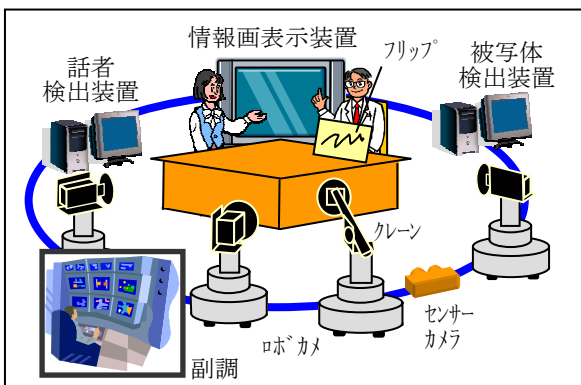 情報画表示装置
ﾌﾘｯﾌﾟ
話者
検出装置
被写体
検出装置
ｸﾚｰﾝ
ｾﾝｻｰ
ｶﾒﾗ
ﾛﾎﾞｶﾒ
副調